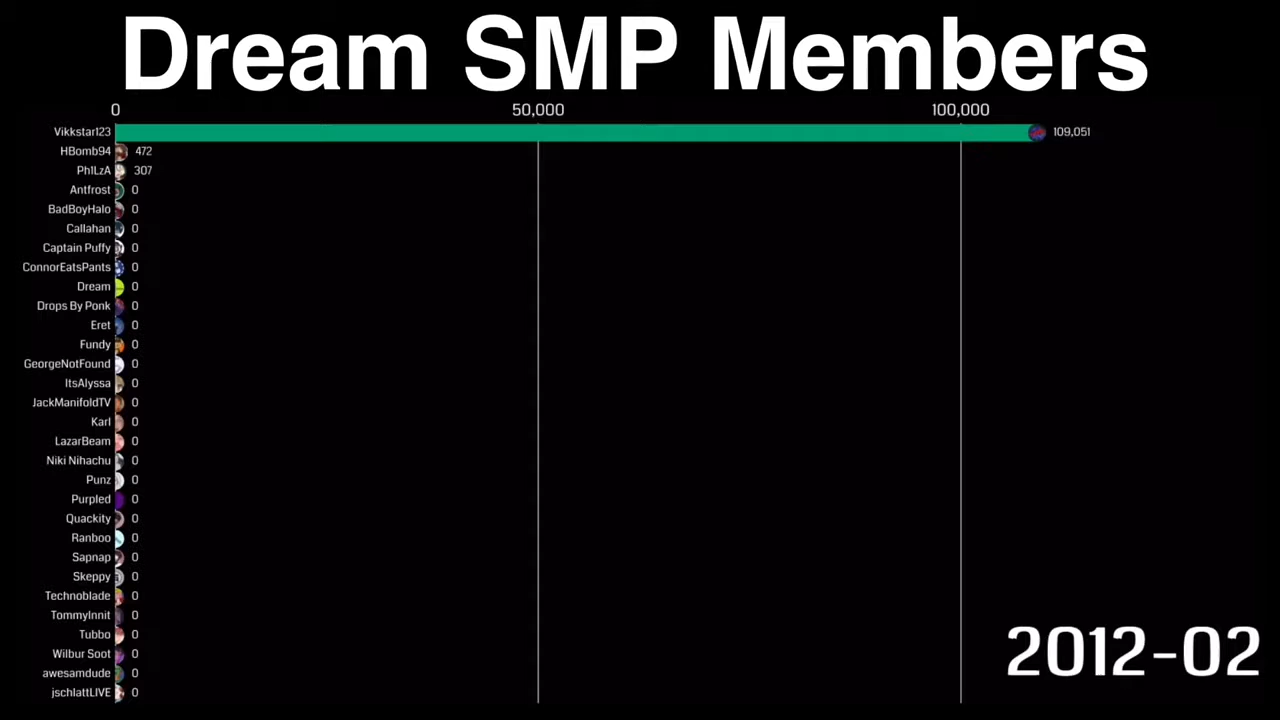 Dream SMP Members
0 50,000 100,000
Vikkstar123 109,051
HBomb94 472
Ph1LzA 307
Antfrost 0
BadBoyHalo 0
Callahan 0
Captain Puffy 0
ConnorEatsPants 0
Dream 0
Drops By Ponk 0
Eret 0
Fundy 0
GeorgeNotFound 0
ItsAlyssa 0
JackManifoldTV 0
Karl 0
LazarBeam 0
Niki Nihachu 0
Punz 0
Purpled 0
Quackity 0
Ranboo 0
Sapnap 0
Skeppy 0
Technoblade 0
TommyInnit 0
Tubbo 0
Wilbur Soot 0
awesamdude 0
jschlattLIVE 0
2012-02